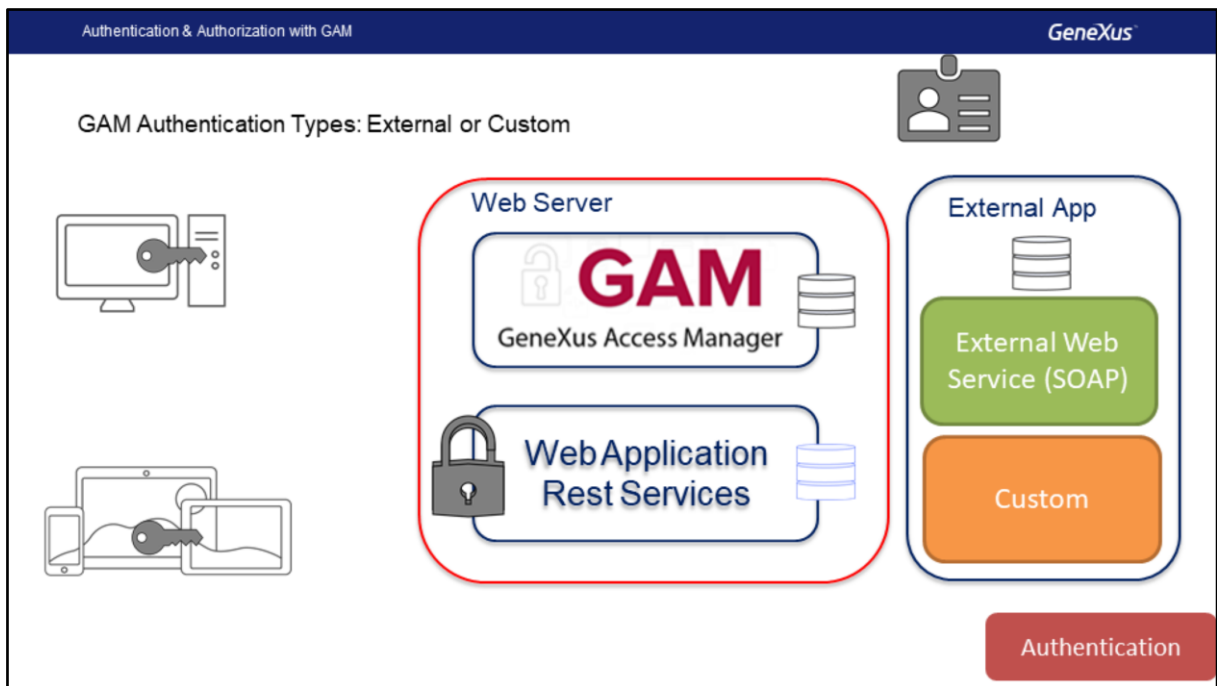 Authentication & Authorization with GAM
GeneXus™
GAM Authentication Types: External or Custom
Web Server
GAM
GeneXus Access Manager
Web Application
Rest Services
External App
External Web
Service (SOAP)
Custom
Authentication